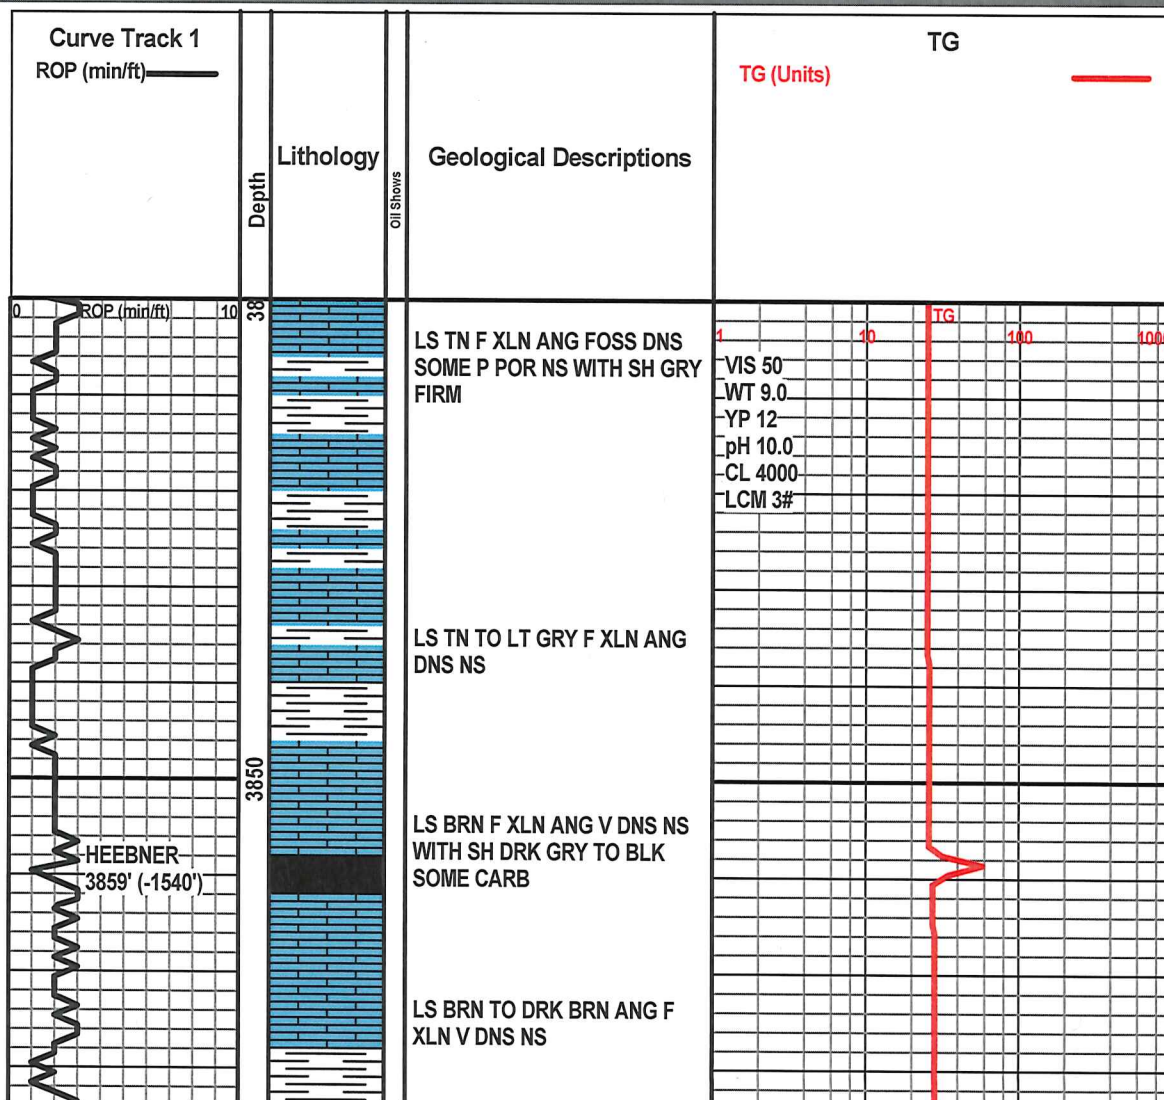 Curve Track 1
ROP (min/ft)
Depth
Lithology
Oil Shows
Geological Descriptions
TG
TG (Units)
0 ROP (min/ft) 10
38
TG
1 10 100 1000
LS TN F XLN ANG FOSS DNS
SOME P POR NS WITH SH GRY
FIRM
VIS 50
WT 9.0
YP 12
pH 10.0
CL 4000
LCM 3#
LS TN TO LT GRY F XLN ANG
DNS NS
3850
HEEBNER
3859' (-1540')
LS BRN F XLN ANG V DNS NS
WITH SH DRK GRY TO BLK
SOME CARB
LS BRN TO DRK BRN ANG F
XLN V DNS NS